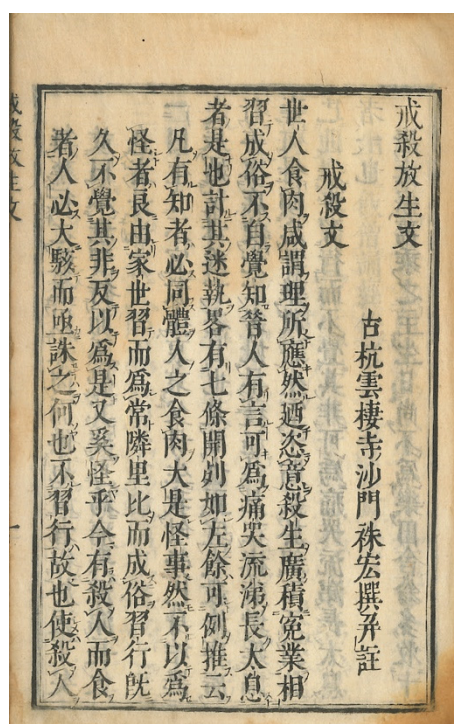 戒殺放生文
古杭雲棲寺沙門袾宏撰并註
戒殺文
世人食肉咸謂理所應然廼恣意殺生廣積冤業相
習成俗不自覺知昔人有言可爲痛哭流涕長太息
者是也計其迷執畧有七條開列如左餘可例推云
凡有知者必同體人之食肉大是怪事然不以爲
怪者良由家世習而爲常隣里比而成俗習行旣
久不覺其非反以爲是又奚怪乎今有殺人而食
者人必大駭而亟誅之何也不習行故也使殺人
戒殺放生文
一